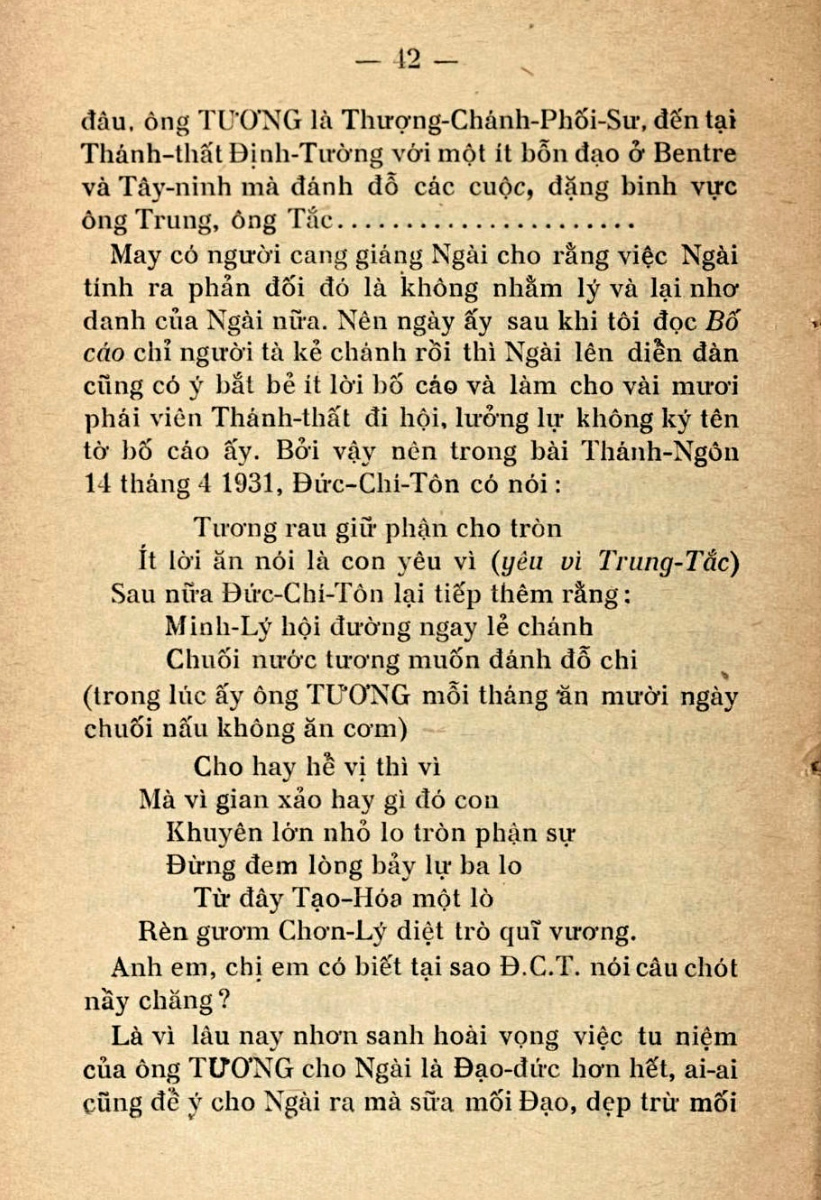 — 42 —
đâu, ông TƯƠNG là Thượng-Chánh-Phối-Sư, đến tại
Thánh-thất Định-Tường với một ít bỗn đạo ở Bentre
và Tây-ninh mà đánh đỗ các cuộc, đặng binh vực
ông Trung, ông Tắc......................
May có người cang giáng Ngài cho rằng việc Ngài
tính ra phản đối đó là không nhằm lý và lại nhơ
danh của Ngài nữa. Nên ngày ấy sau khi tôi đọc Bố
cáo chỉ người tà kẻ chánh rồi thì Ngài lên diễn đàn
cũng có ý bắt bẻ ít lời bố cáo và làm cho vài mươi
phái viên Thánh-thất đi hội, lưởng lự không ký tên
tờ bố cáo ấy. Bởi vậy nên trong bài Thánh-Ngôn
14 tháng 4 1931, Đức-Chí-Tôn có nói :
Tương rau giữ phận cho tròn
Ít lời ăn nói là con yêu vì (yêu vì Trung-Tắc)
Sau nữa Đức-Chí-Tôn lại tiếp thêm rằng:
Minh-Lý hội đường ngay lẻ chánh
Chuối nước tương muốn đánh đỗ chi
(trong lúc ấy ông TƯƠNG mỗi tháng ăn mười ngày
chuối nấu không ăn cơm)
Cho hay hể vị thì vì
Mà vì gian xảo hay gì đó con
Khuyên lớn nhỏ lo tròn phận sự
Đừng đem lòng bảy lự ba lo
Từ đây Tạo-Hóa một lò
Rèn gươm Chơn-Lý diệt trò quĩ vương.
Anh em, chị em có biết tại sao Đ.C.T. nói câu chót
nầy chăng ?
Là vì lâu nay nhơn sanh hoài vọng việc tu niệm
của ông TƯƠNG cho Ngài là Đạo-đức hơn hết, ai-ai
cũng để ý cho Ngài ra mà sữa mối Đạo, dẹp trừ mối